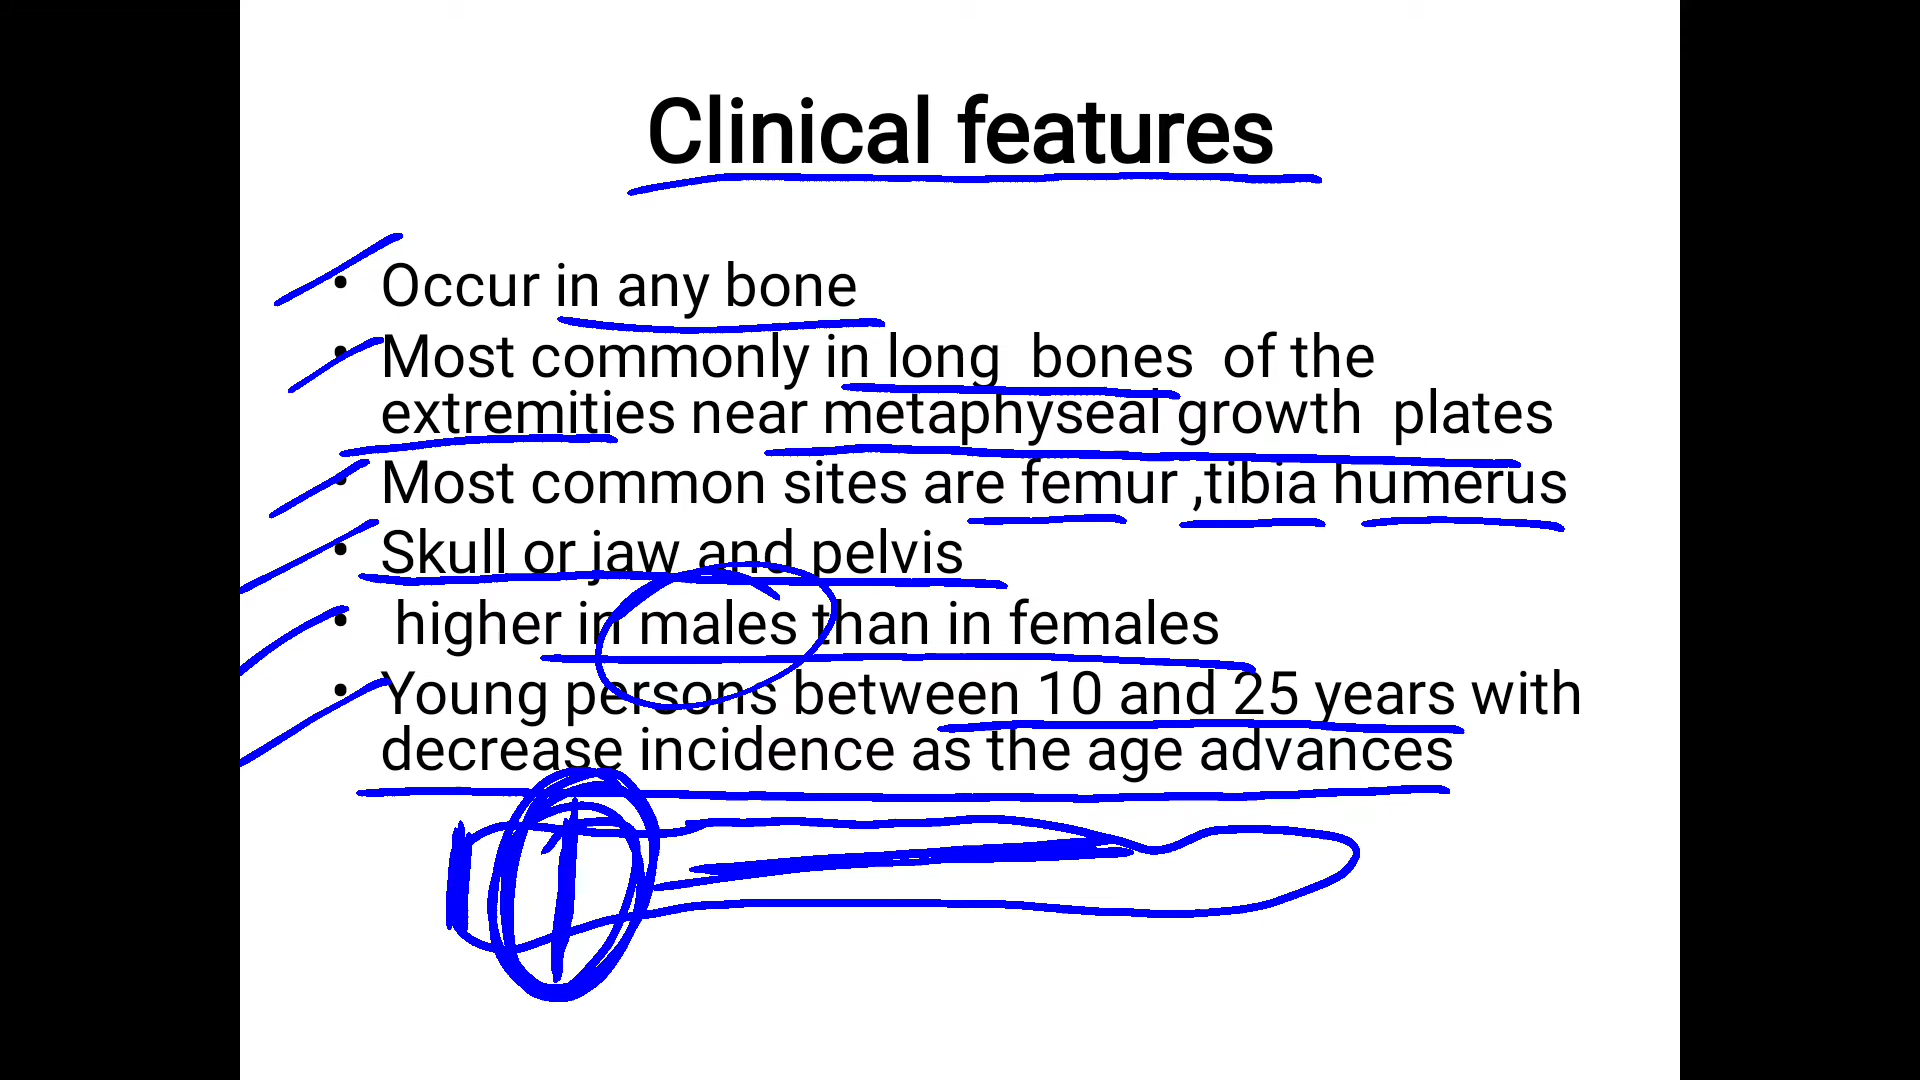 Clinical features
• Occur in any bone
• Most commonly in long bones of the
extremities near metaphyseal growth plates
• Most common sites are femur ,tibia humerus
• Skull or jaw and pelvis
• higher in males than in females
• Young persons between 10 and 25 years with
decrease incidence as the age advances